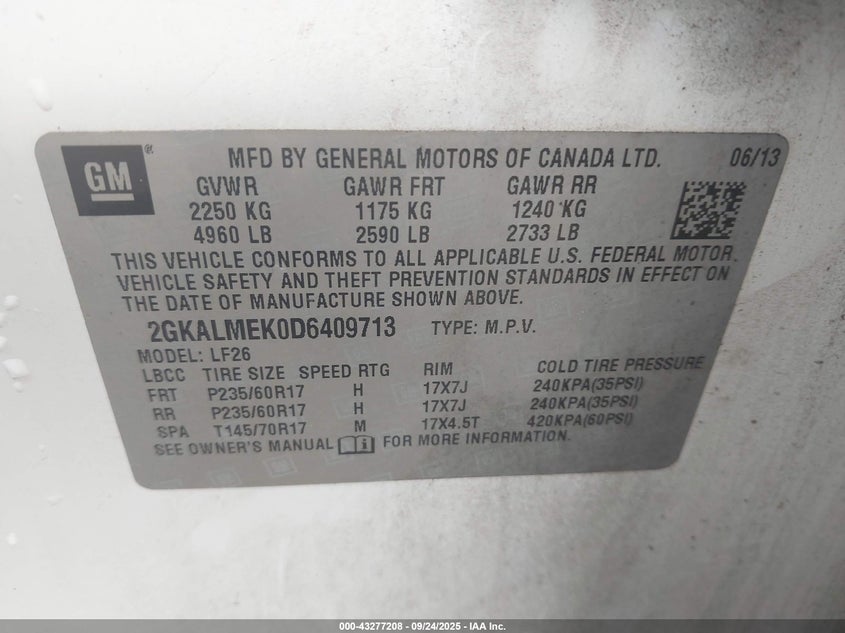 GM ® MFD BY GENERAL MOTORS OF CANADA LTD. 06/13
GVWR GAWR FRT GAWR RR
2250 KG 1175 KG 1240 KG
4960 LB 2590 LB 2733 LB
THIS VEHICLE CONFORMS TO ALL APPLICABLE U.S. FEDERAL MOTOR
VEHICLE SAFETY AND THEFT PREVENTION STANDARDS IN EFFECT ON
THE DATE OF MANUFACTURE SHOWN ABOVE.
2GKALMEK0D6409713 TYPE: M.P.V.
MODEL: LF26
LBCC TIRE SIZE SPEED RTG RIM COLD TIRE PRESSURE
FRT P235/60R17 H 17X7J 240KPA(35PSI)
RR P235/60R17 H 17X7J 240KPA(35PSI)
SPA T145/70R17 M 17X4.5T 420KPA(60PSI)
SEE OWNER'S MANUAL FOR MORE INFORMATION.
000-43277208 - 09/24/2025 - IAA Inc.